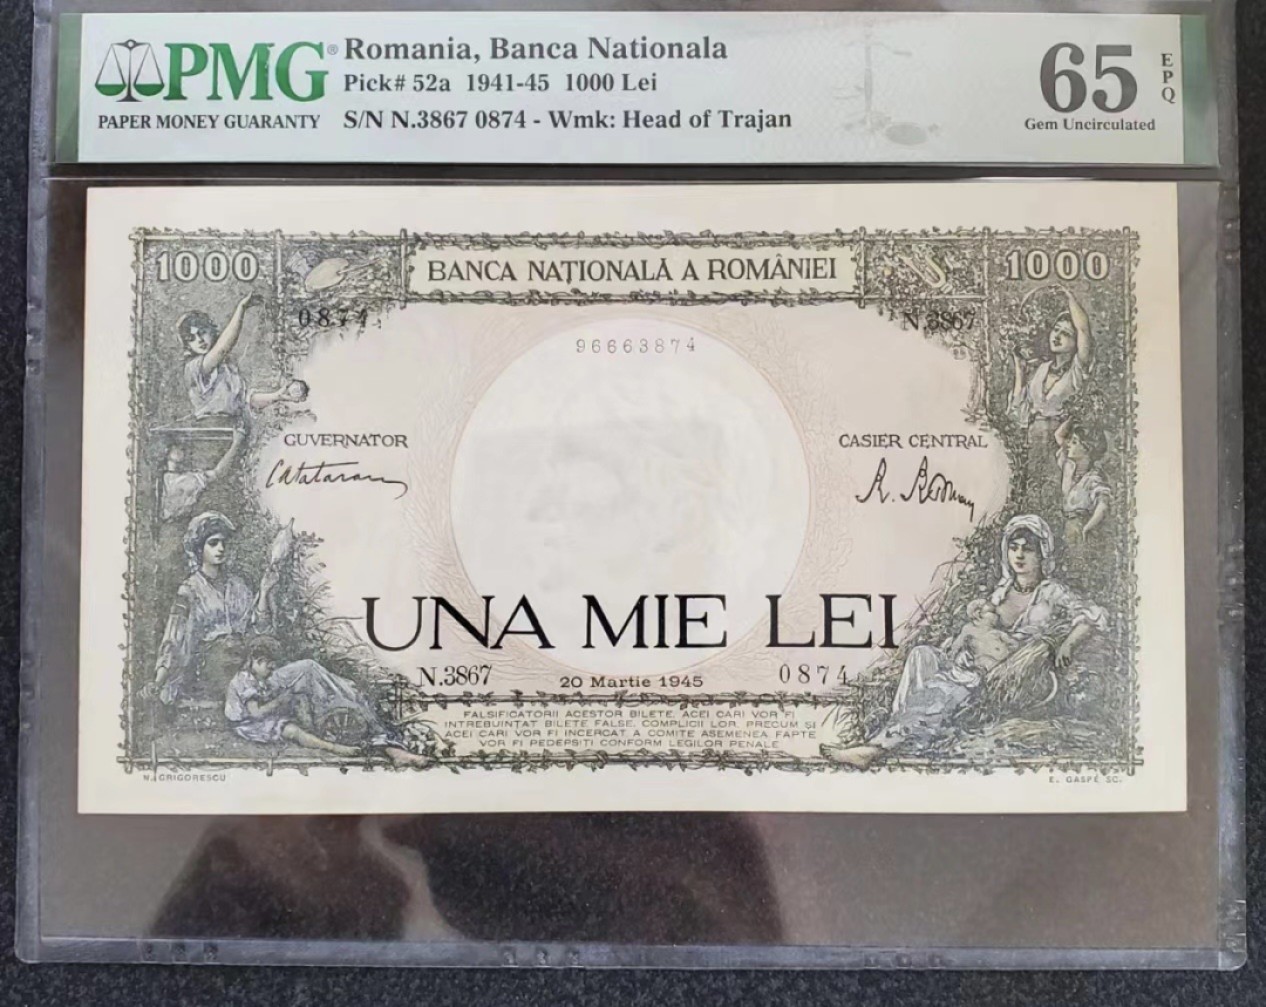 PMG®
PAPER MONEY GUARANTY
Romania, Banca Nationala
Pick# 52a 1941-45 1000 Lei
S/N N.3867 0874 - Wmk: Head of Trajan
65
EPQ
Gem Uncirculated
1000
BANCA NAȚIONALĂ A ROMÂNIEI
1000
0874
N.3867
96663874
GUVERNATOR
CASIER CENTRAL
UNA MIE LEI
N.3867
20 Martie 1945
0874
FALSIFICATORII ACESTOR BILETE, ACEI CARI VOR FI
INTREBUINȚAT BILETE FALSE, COMPLICII LOR, PRECUM ȘI
ACEI CARI VOR FI INCERCAT A COMITE ASEMENEA FAPTE
VOR FI PEDEPSITI CONFORM LEGILOR PENALE
N. GRIGORESCU
E. GASPÉ SC.